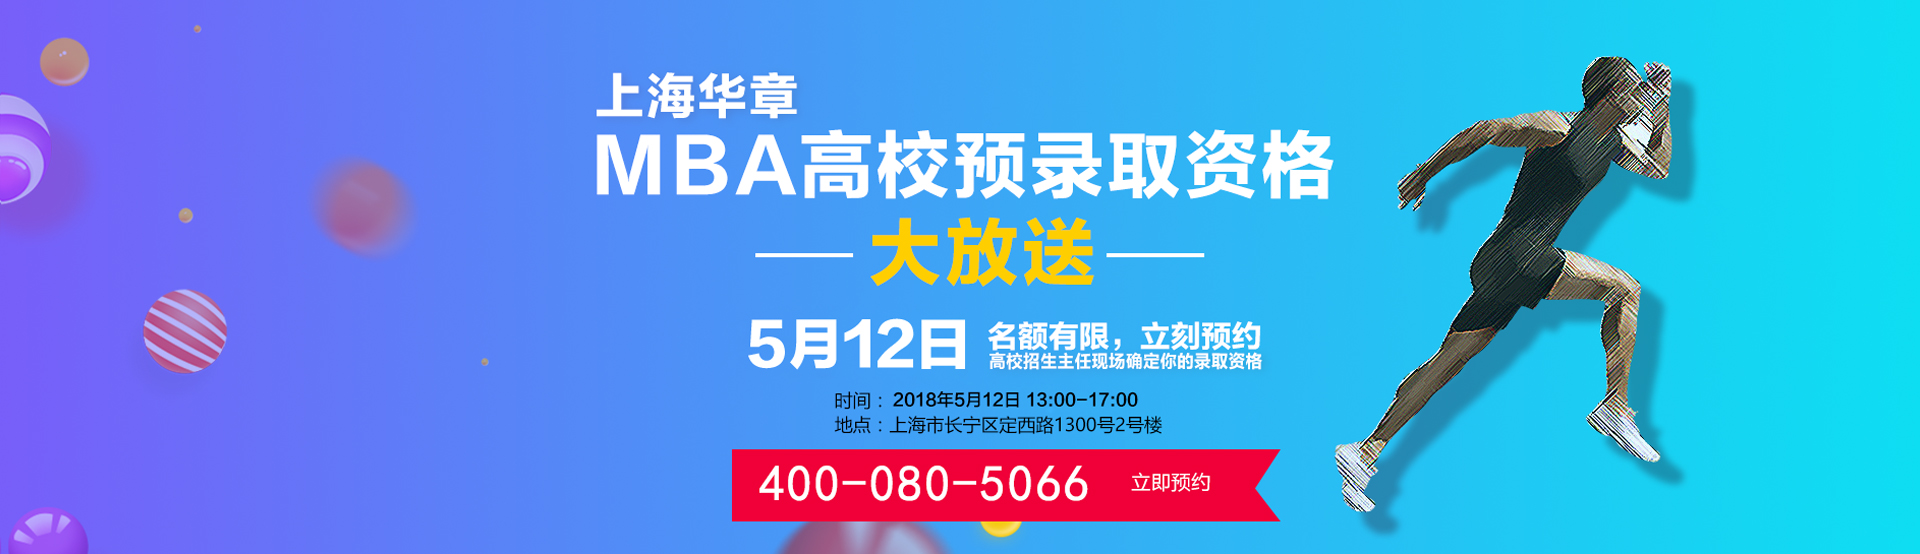 上海华章
MBA高校预录取资格
大放送
5月12日 名额有限，立刻预约
高校招生主任现场确定你的录取资格
时间： 2018年5月12日 13:00-17:00
地点：上海市长宁区定西路1300号2号楼
400-080-5066 立即预约